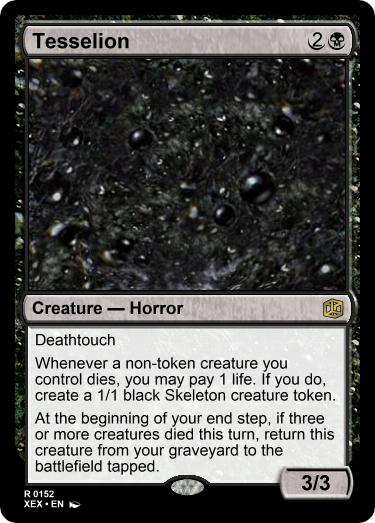 Tesselion 2
Creature — Horror
Deathtouch
Whenever a non-token creature you
control dies, you may pay 1 life. If you do,
create a 1/1 black Skeleton creature token.
At the beginning of your end step, if three
or more creatures died this turn, return this
creature from your graveyard to the
battlefield tapped.
3/3
R 0152
XEX • EN